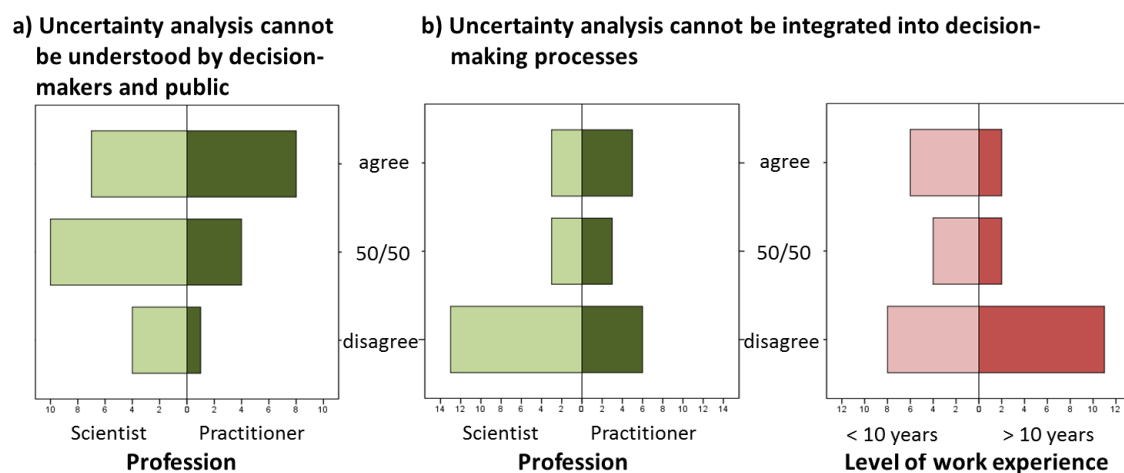 a) Uncertainty analysis cannot
be understood by decision-
makers and public
b) Uncertainty analysis cannot be integrated into decision-
making processes
agree
50/50
disagree
agree
50/50
disagree
10 8 6 4 2 0 2 4 6 8 10
14 12 10 8 6 4 2 0 2 4 6 8 10 12 14
12 10 8 6 4 2 0 2 4 6 8 10 12
Scientist Practitioner
Scientist Practitioner
< 10 years > 10 years
Profession
Profession
Level of work experience